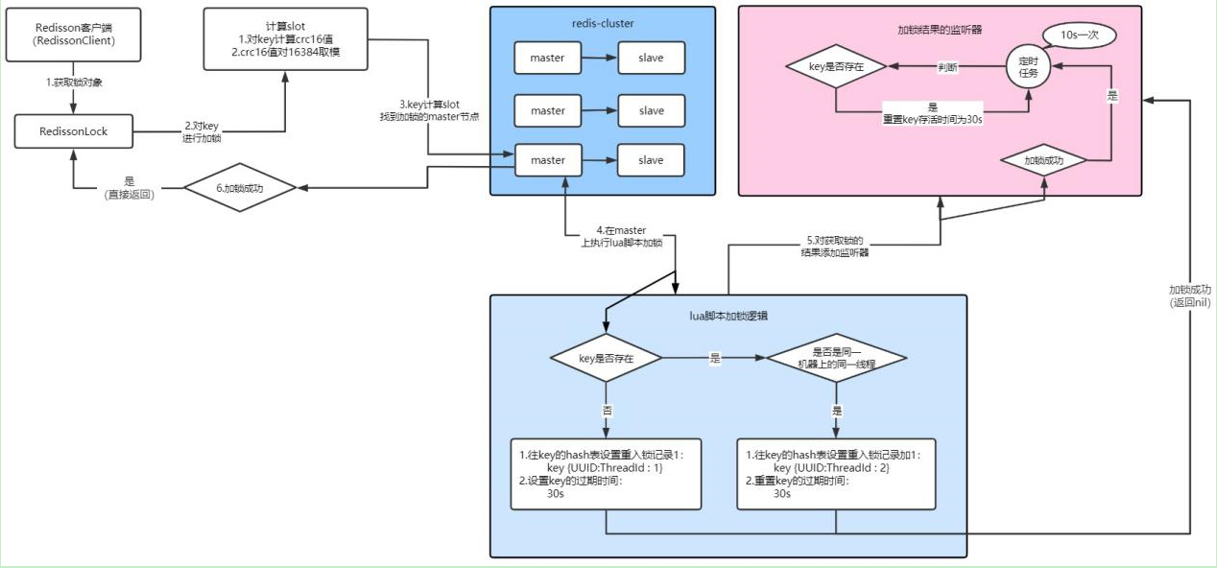 Redisson客户端
(RedissonClient)
1.获取锁对象
RedissonLock
2.对key
进行加锁
计算slot
1.对key计算crc16值
2.crc16值对16384取模
3.key计算slot
找到加锁的master节点
redis-cluster
master
slave
master
slave
master
slave
6.加锁成功
是
(直接返回)
4.在master
上执行lua脚本加锁
加锁结果的监听器
10s一次
key是否存在
判断
定时
任务
是
重置key存活时间为30s
是
加锁成功
5.对获取锁的
结果添加监听器
加锁成功
(返回nil)
lua脚本加锁逻辑
key是否存在
是
是否是同一
机器上的同一线程
否
是
1.往key的hash表设置重入锁记录1：
key {UUID:ThreadId : 1}
2.设置key的过期时间：
30s
1.往key的hash表设置重入锁记录加1：
key {UUID:ThreadId : 2}
2.重置key的过期时间：
30s